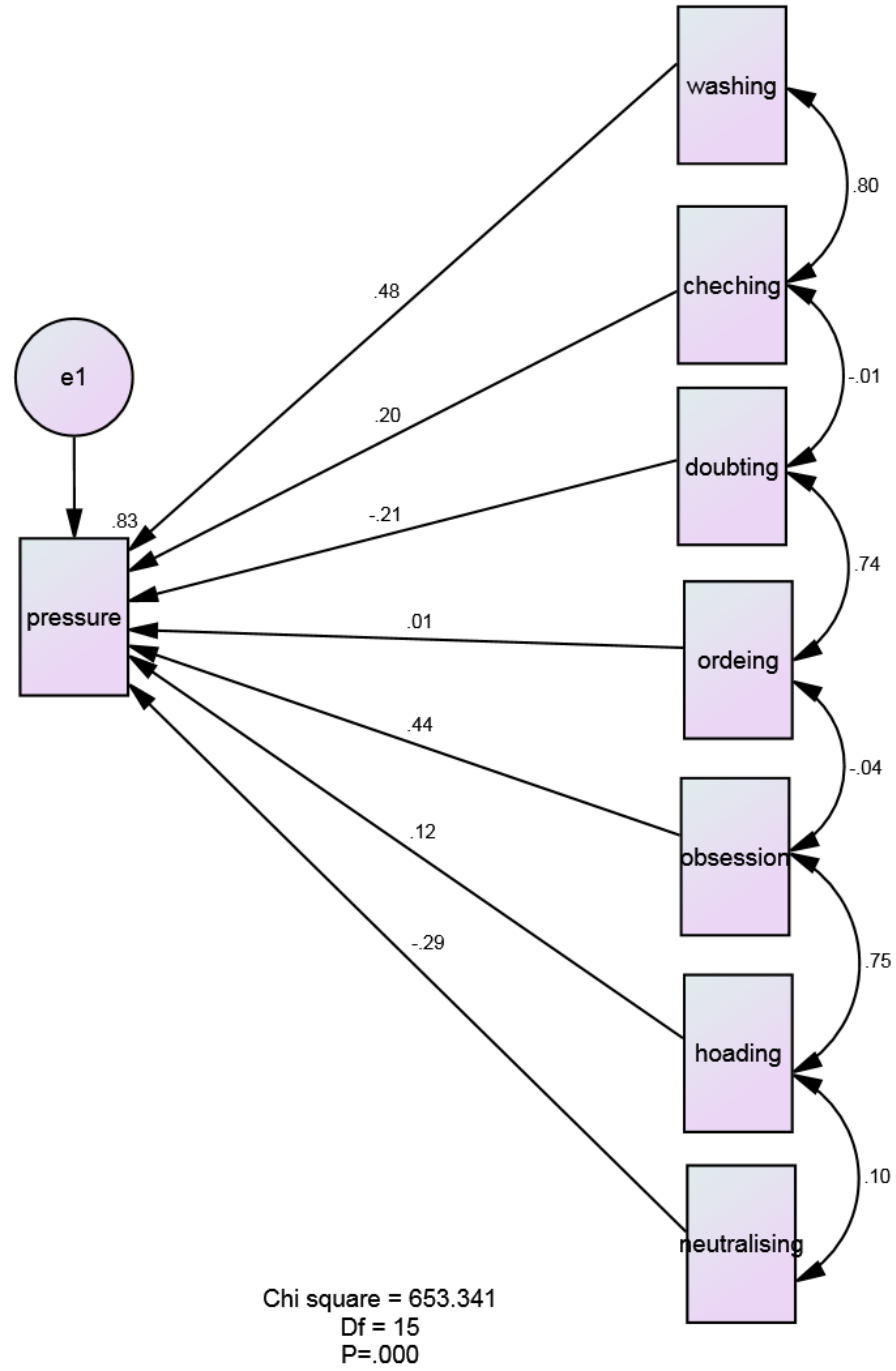 washing
.80
.48
cheching
e1
-.01
.20
doubting
.83
-.21
.74
pressure
.01
ordeing
.44
-.04
.12
obsession
-.29
.75
hoading
.10
neutralising
Chi square = 653.341
Df = 15
P=.000